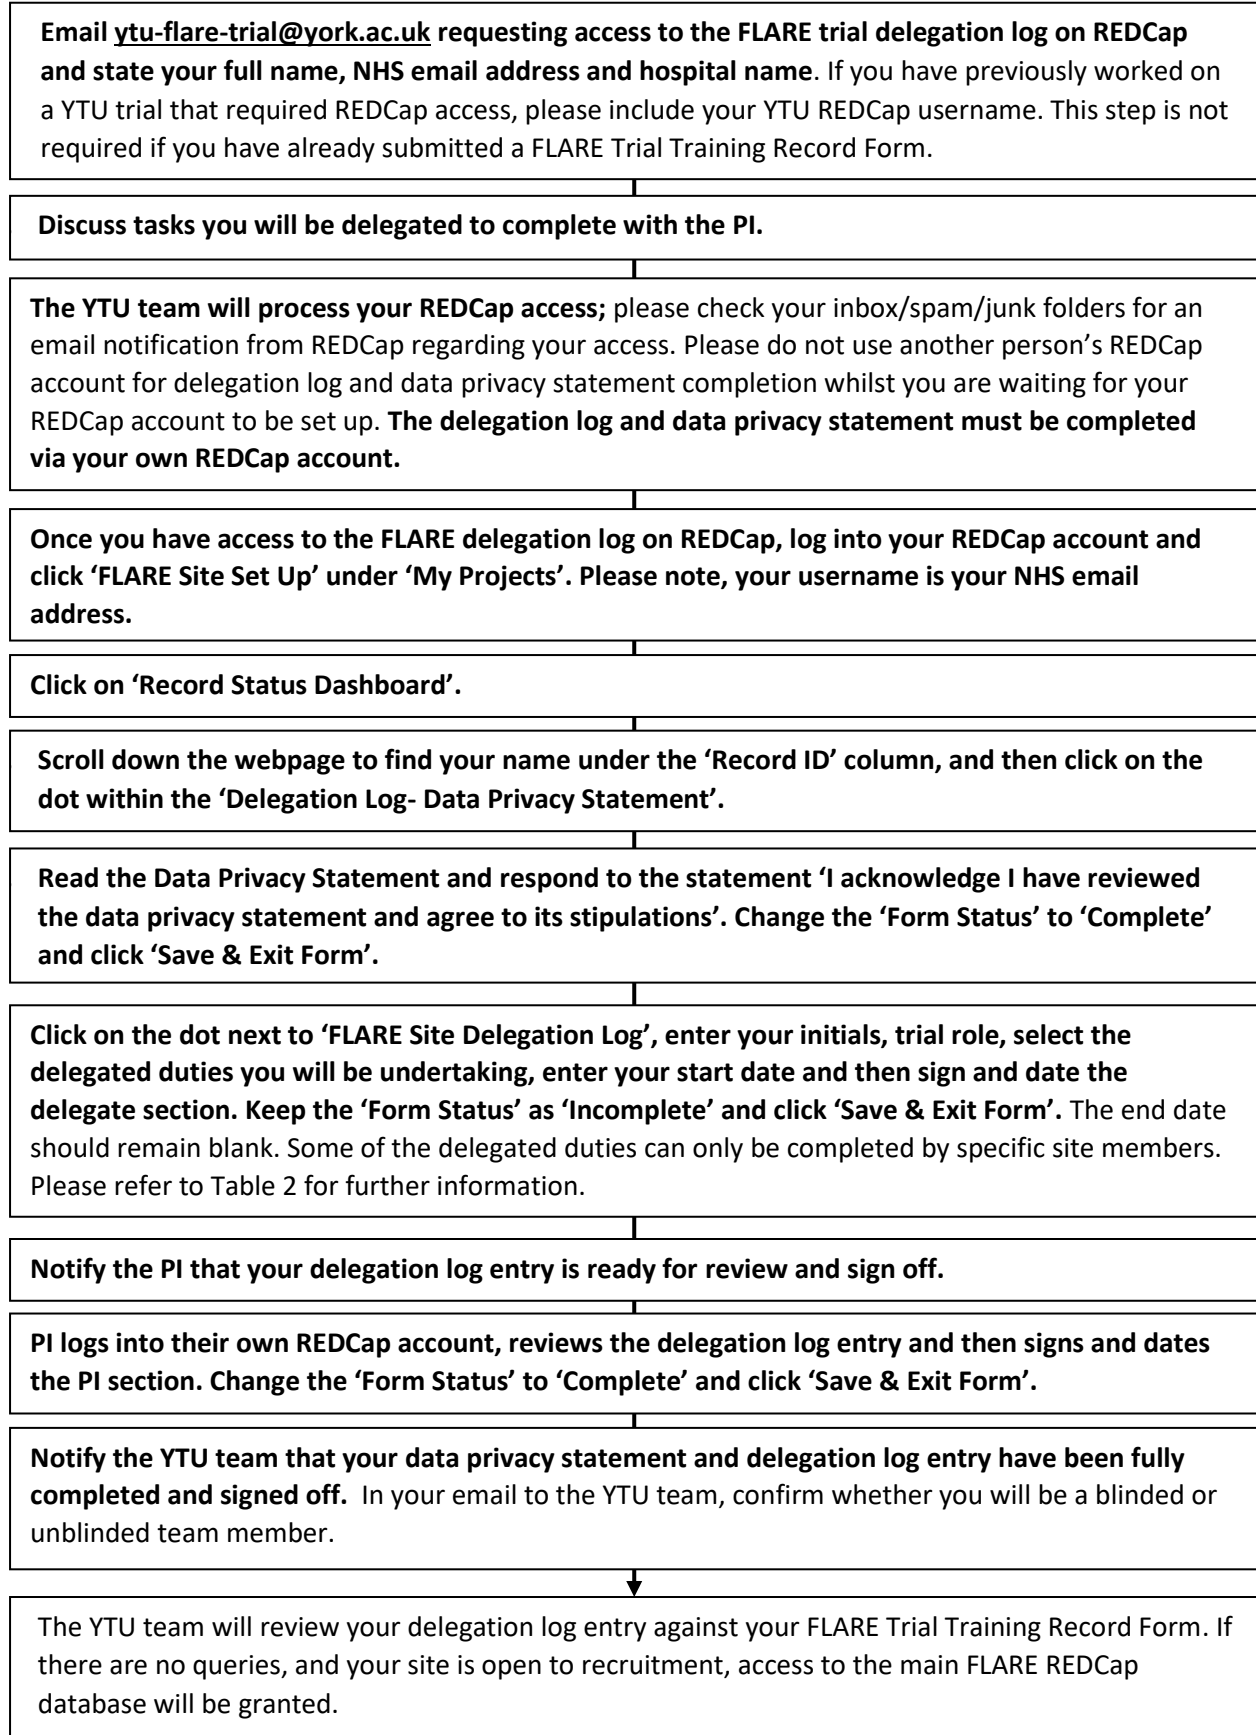 Email ytu-flare-trial@york.ac.uk requesting access to the FLARE trial delegation log on REDCap
and state your full name, NHS email address and hospital name. If you have previously worked on
a YTU trial that required REDCap access, please include your YTU REDCap username. This step is not
required if you have already submitted a FLARE Trial Training Record Form.
Discuss tasks you will be delegated to complete with the PI.
The YTU team will process your REDCap access; please check your inbox/spam/junk folders for an
email notification from REDCap regarding your access. Please do not use another person’s REDCap
account for delegation log and data privacy statement completion whilst you are waiting for your
REDCap account to be set up. The delegation log and data privacy statement must be completed
via your own REDCap account.
Once you have access to the FLARE delegation log on REDCap, log into your REDCap account and
click ‘FLARE Site Set Up’ under ‘My Projects’. Please note, your username is your NHS email
address.
Click on ‘Record Status Dashboard’.
Scroll down the webpage to find your name under the ‘Record ID’ column, and then click on the
dot within the ‘Delegation Log- Data Privacy Statement’.
Read the Data Privacy Statement and respond to the statement ‘I acknowledge I have reviewed
the data privacy statement and agree to its stipulations’. Change the ‘Form Status’ to ‘Complete’
and click ‘Save & Exit Form’.
Click on the dot next to ‘FLARE Site Delegation Log’, enter your initials, trial role, select the
delegated duties you will be undertaking, enter your start date and then sign and date the
delegate section. Keep the ‘Form Status’ as ‘Incomplete’ and click ‘Save & Exit Form’. The end date
should remain blank. Some of the delegated duties can only be completed by specific site members.
Please refer to Table 2 for further information.
Notify the PI that your delegation log entry is ready for review and sign off.
PI logs into their own REDCap account, reviews the delegation log entry and then signs and dates
the PI section. Change the ‘Form Status’ to ‘Complete’ and click ‘Save & Exit Form’.
Notify the YTU team that your data privacy statement and delegation log entry have been fully
completed and signed off. In your email to the YTU team, confirm whether you will be a blinded or
unblinded team member.
The YTU team will review your delegation log entry against your FLARE Trial Training Record Form. If
there are no queries, and your site is open to recruitment, access to the main FLARE REDCap
database will be granted.